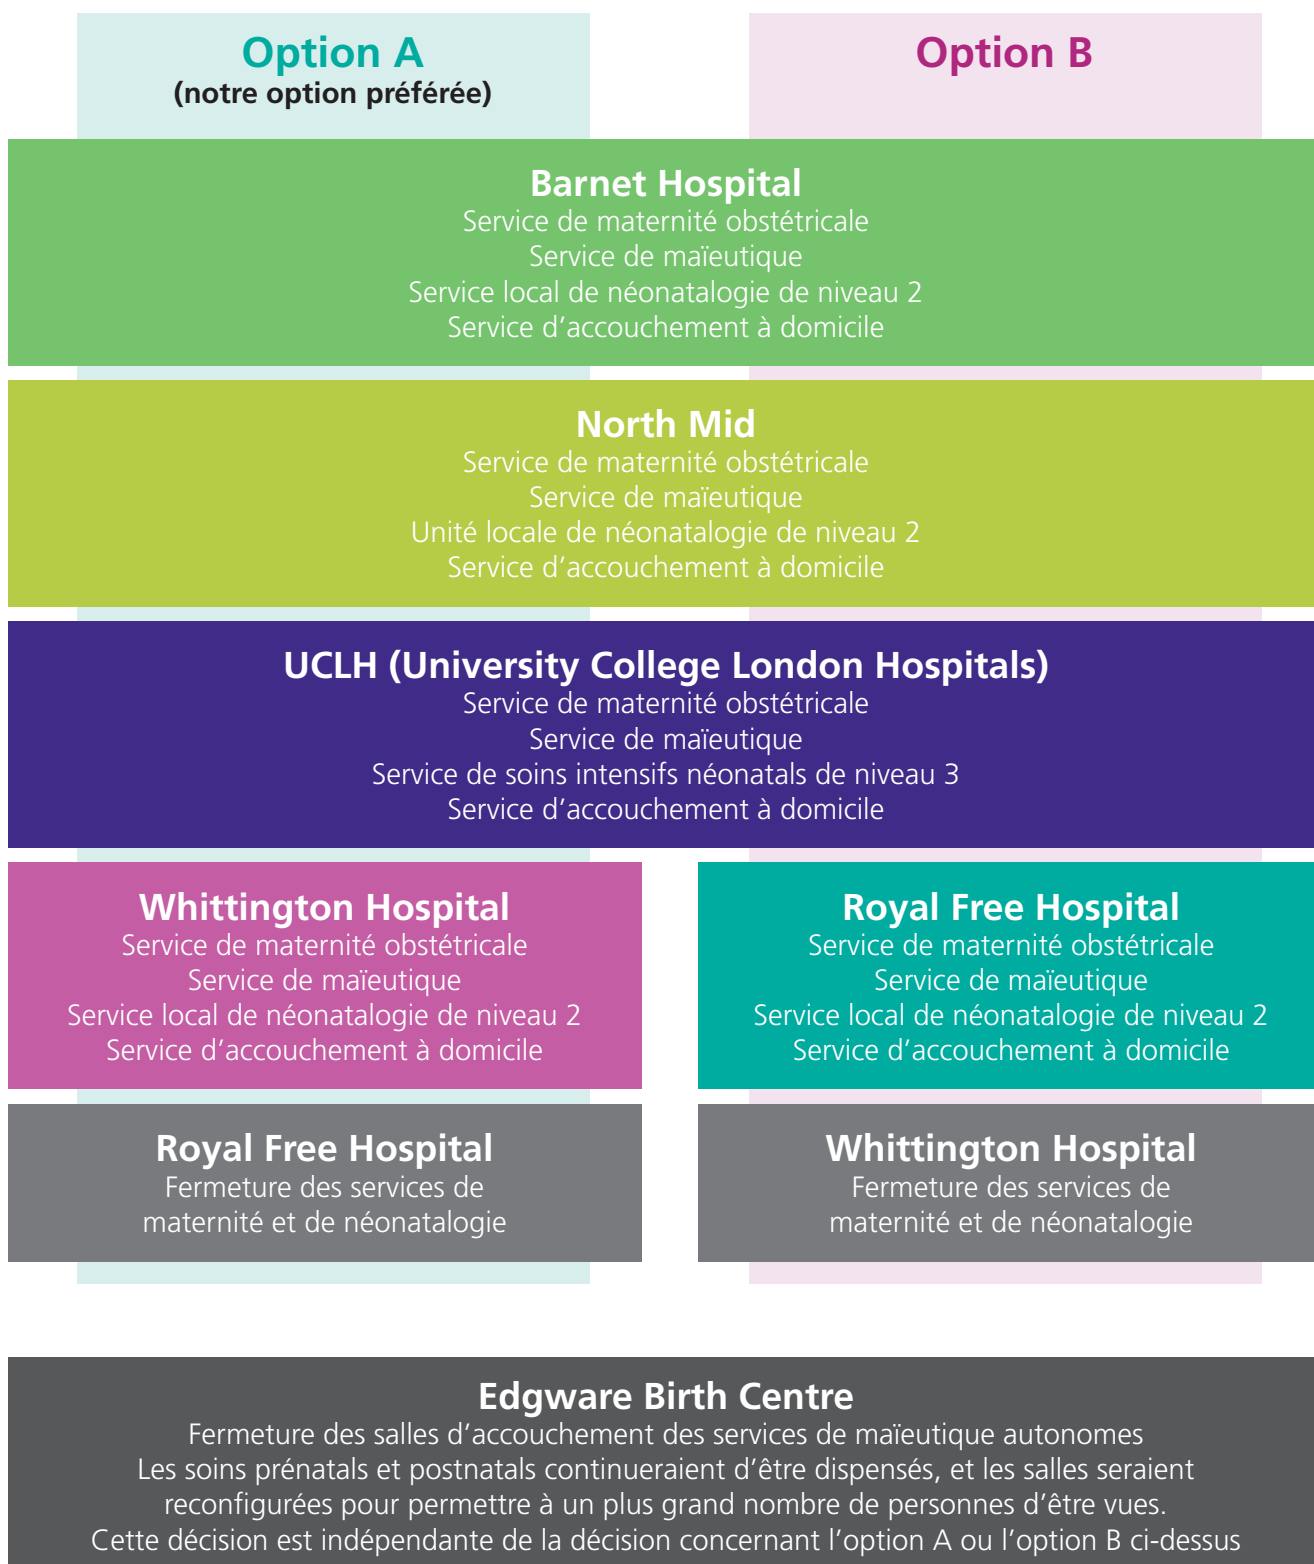 Option A
(notre option préférée)
Option B
Barnet Hospital
Service de maternité obstétricale
Service de maïeutique
Service local de néonatalogie de niveau 2
Service d’accouchement à domicile
North Mid
Service de maternité obstétricale
Service de maïeutique
Unité locale de néonatalogie de niveau 2
Service d’accouchement à domicile
UCLH (University College London Hospitals)
Service de maternité obstétricale
Service de maïeutique
Service de soins intensifs néonatals de niveau 3
Service d’accouchement à domicile
Whittington Hospital
Service de maternité obstétricale
Service de maïeutique
Service local de néonatalogie de niveau 2
Service d’accouchement à domicile
Royal Free Hospital
Service de maternité obstétricale
Service de maïeutique
Service local de néonatalogie de niveau 2
Service d’accouchement à domicile
Royal Free Hospital
Fermeture des services de
maternité et de néonatalogie
Whittington Hospital
Fermeture des services de
maternité et de néonatalogie
Edgware Birth Centre
Fermeture des salles d’accouchement des services de maïeutique autonomes
Les soins prénatals et postnatals continueraient d’être dispensés, et les salles seraient
reconfigurées pour permettre à un plus grand nombre de personnes d’être vues.
Cette décision est indépendante de la décision concernant l’option A ou l’option B ci-dessus